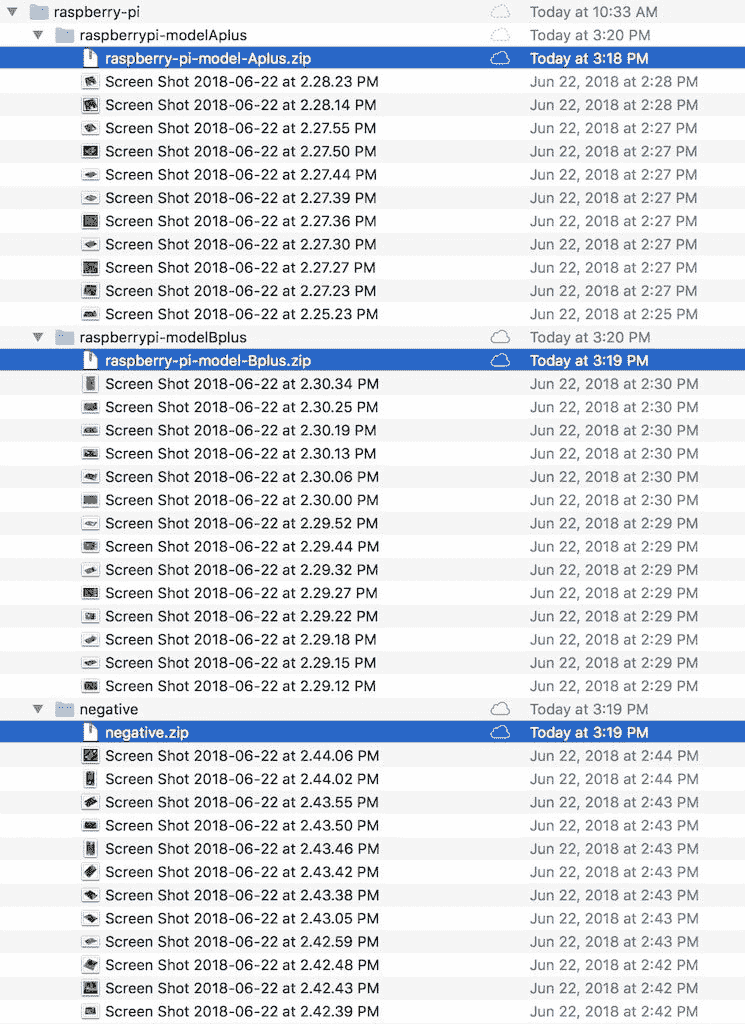 raspberry-pi Today at 10:33 AM
raspberrypi-modelAplus Today at 3:20 PM
raspberry-pi-model-Aplus.zip Today at 3:18 PM
Screen Shot 2018-06-22 at 2.28.23 PM Jun 22, 2018 at 2:28 PM
Screen Shot 2018-06-22 at 2.28.14 PM Jun 22, 2018 at 2:28 PM
Screen Shot 2018-06-22 at 2.27.55 PM Jun 22, 2018 at 2:27 PM
Screen Shot 2018-06-22 at 2.27.50 PM Jun 22, 2018 at 2:27 PM
Screen Shot 2018-06-22 at 2.27.44 PM Jun 22, 2018 at 2:27 PM
Screen Shot 2018-06-22 at 2.27.39 PM Jun 22, 2018 at 2:27 PM
Screen Shot 2018-06-22 at 2.27.36 PM Jun 22, 2018 at 2:27 PM
Screen Shot 2018-06-22 at 2.27.30 PM Jun 22, 2018 at 2:27 PM
Screen Shot 2018-06-22 at 2.27.27 PM Jun 22, 2018 at 2:27 PM
Screen Shot 2018-06-22 at 2.27.23 PM Jun 22, 2018 at 2:27 PM
Screen Shot 2018-06-22 at 2.25.23 PM Jun 22, 2018 at 2:25 PM
raspberrypi-modelBplus Today at 3:20 PM
raspberry-pi-model-Bplus.zip Today at 3:19 PM
Screen Shot 2018-06-22 at 2.30.34 PM Jun 22, 2018 at 2:30 PM
Screen Shot 2018-06-22 at 2.30.25 PM Jun 22, 2018 at 2:30 PM
Screen Shot 2018-06-22 at 2.30.19 PM Jun 22, 2018 at 2:30 PM
Screen Shot 2018-06-22 at 2.30.13 PM Jun 22, 2018 at 2:30 PM
Screen Shot 2018-06-22 at 2.30.06 PM Jun 22, 2018 at 2:30 PM
Screen Shot 2018-06-22 at 2.30.00 PM Jun 22, 2018 at 2:30 PM
Screen Shot 2018-06-22 at 2.29.52 PM Jun 22, 2018 at 2:29 PM
Screen Shot 2018-06-22 at 2.29.44 PM Jun 22, 2018 at 2:29 PM
Screen Shot 2018-06-22 at 2.29.32 PM Jun 22, 2018 at 2:29 PM
Screen Shot 2018-06-22 at 2.29.27 PM Jun 22, 2018 at 2:29 PM
Screen Shot 2018-06-22 at 2.29.22 PM Jun 22, 2018 at 2:29 PM
Screen Shot 2018-06-22 at 2.29.18 PM Jun 22, 2018 at 2:29 PM
Screen Shot 2018-06-22 at 2.29.15 PM Jun 22, 2018 at 2:29 PM
Screen Shot 2018-06-22 at 2.29.12 PM Jun 22, 2018 at 2:29 PM
negative Today at 3:19 PM
negative.zip Today at 3:19 PM
Screen Shot 2018-06-22 at 2.44.06 PM Jun 22, 2018 at 2:44 PM
Screen Shot 2018-06-22 at 2.44.02 PM Jun 22, 2018 at 2:44 PM
Screen Shot 2018-06-22 at 2.43.55 PM Jun 22, 2018 at 2:43 PM
Screen Shot 2018-06-22 at 2.43.50 PM Jun 22, 2018 at 2:43 PM
Screen Shot 2018-06-22 at 2.43.46 PM Jun 22, 2018 at 2:43 PM
Screen Shot 2018-06-22 at 2.43.42 PM Jun 22, 2018 at 2:43 PM
Screen Shot 2018-06-22 at 2.43.38 PM Jun 22, 2018 at 2:43 PM
Screen Shot 2018-06-22 at 2.43.05 PM Jun 22, 2018 at 2:43 PM
Screen Shot 2018-06-22 at 2.42.59 PM Jun 22, 2018 at 2:43 PM
Screen Shot 2018-06-22 at 2.42.48 PM Jun 22, 2018 at 2:42 PM
Screen Shot 2018-06-22 at 2.42.43 PM Jun 22, 2018 at 2:42 PM
Screen Shot 2018-06-22 at 2.42.39 PM Jun 22, 2018 at 2:42 PM